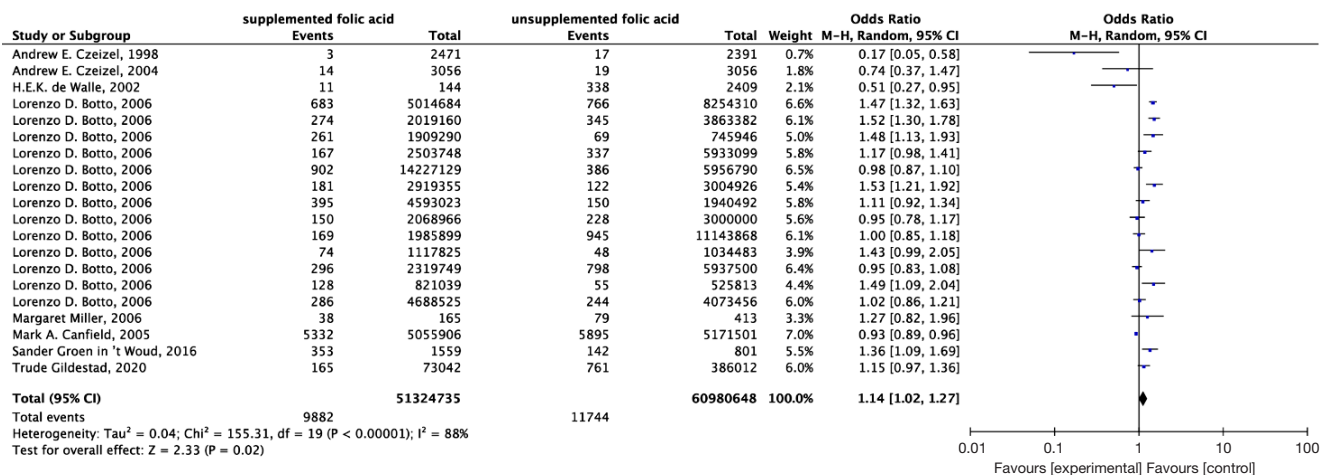 supplemented folic acid unsupplemented folic acid Odds Ratio Odds Ratio
Study or Subgroup Events Total Events Total Weight M-H, Random, 95% CI M-H, Random, 95% CI
Andrew E. Czeizel, 1998 3 2471 17 2391 0.7% 0.17 [0.05, 0.58]
Andrew E. Czeizel, 2004 14 3056 19 3056 1.8% 0.74 [0.37, 1.47]
H.E.K. de Walle, 2002 11 144 338 2409 2.1% 0.51 [0.27, 0.95]
Lorenzo D. Botto, 2006 683 5014684 766 8254310 6.6% 1.47 [1.32, 1.63]
Lorenzo D. Botto, 2006 274 2019160 345 3863382 6.1% 1.52 [1.30, 1.78]
Lorenzo D. Botto, 2006 261 1909290 69 745946 5.0% 1.48 [1.13, 1.93]
Lorenzo D. Botto, 2006 167 2503748 337 5933099 5.8% 1.17 [0.98, 1.41]
Lorenzo D. Botto, 2006 902 14227129 386 5956790 6.5% 0.98 [0.87, 1.10]
Lorenzo D. Botto, 2006 181 2919355 122 3004926 5.4% 1.53 [1.21, 1.92]
Lorenzo D. Botto, 2006 395 4593023 150 1940492 5.8% 1.11 [0.92, 1.34]
Lorenzo D. Botto, 2006 150 2068966 228 3000000 5.6% 0.95 [0.78, 1.17]
Lorenzo D. Botto, 2006 169 1985899 945 11143868 6.1% 1.00 [0.85, 1.18]
Lorenzo D. Botto, 2006 74 1117825 48 1034483 3.9% 1.43 [0.99, 2.05]
Lorenzo D. Botto, 2006 296 2319749 798 5937500 6.4% 0.95 [0.83, 1.08]
Lorenzo D. Botto, 2006 128 821039 55 525813 4.4% 1.49 [1.09, 2.04]
Lorenzo D. Botto, 2006 286 4688525 244 4073456 6.0% 1.02 [0.86, 1.21]
Margaret Miller, 2006 38 165 79 413 3.3% 1.27 [0.82, 1.96]
Mark A. Canfield, 2005 5332 5055906 5895 5171501 7.0% 0.93 [0.89, 0.96]
Sander Groen in 't Woud, 2016 353 1559 142 801 5.5% 1.36 [1.09, 1.69]
Trude Gildestad, 2020 165 73042 761 386012 6.0% 1.15 [0.97, 1.36]
Total (95% CI) 51324735 60980648 100.0% 1.14 [1.02, 1.27]
Total events 9882 11744
Heterogeneity: Tau² = 0.04; Chi² = 155.31, df = 19 (P < 0.00001); I² = 88%
Test for overall effect: Z = 2.33 (P = 0.02)
0.01 0.1 1 10 100
Favours [experimental] Favours [control]